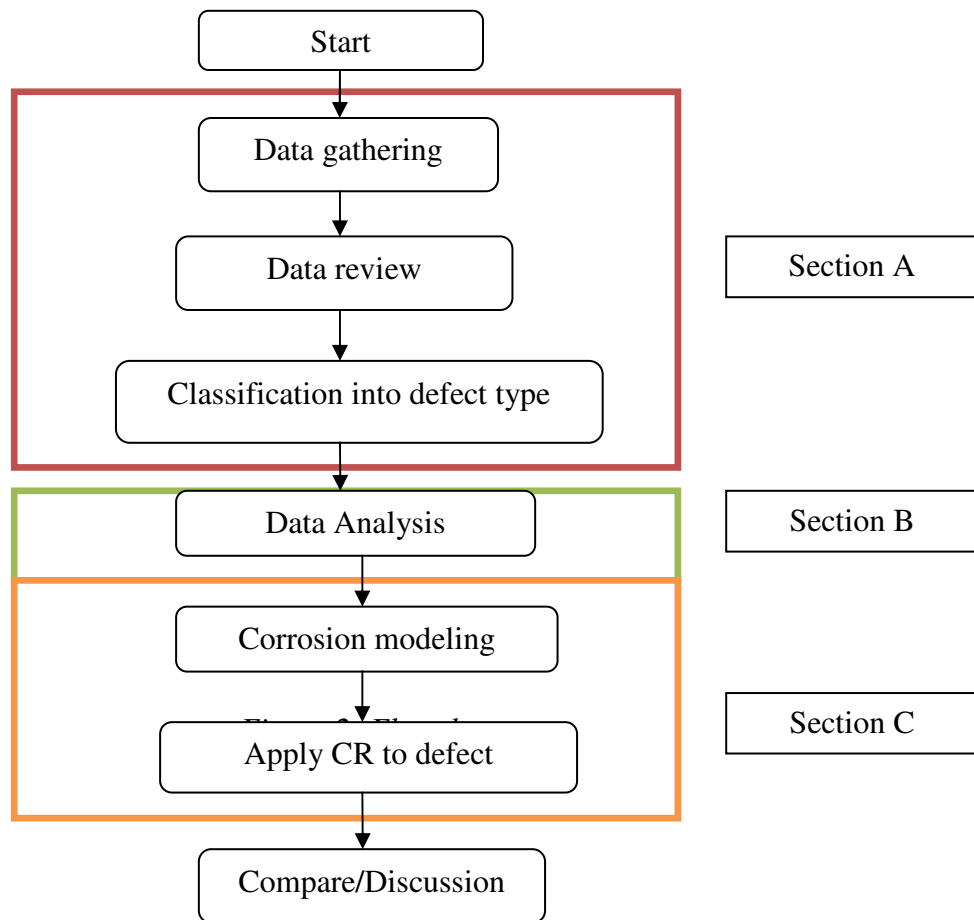 Start
Data gathering
Data review
Section A
Classification into defect type
Data Analysis
Section B
Corrosion modeling
Section C
Apply CR to defect
Compare/Discussion